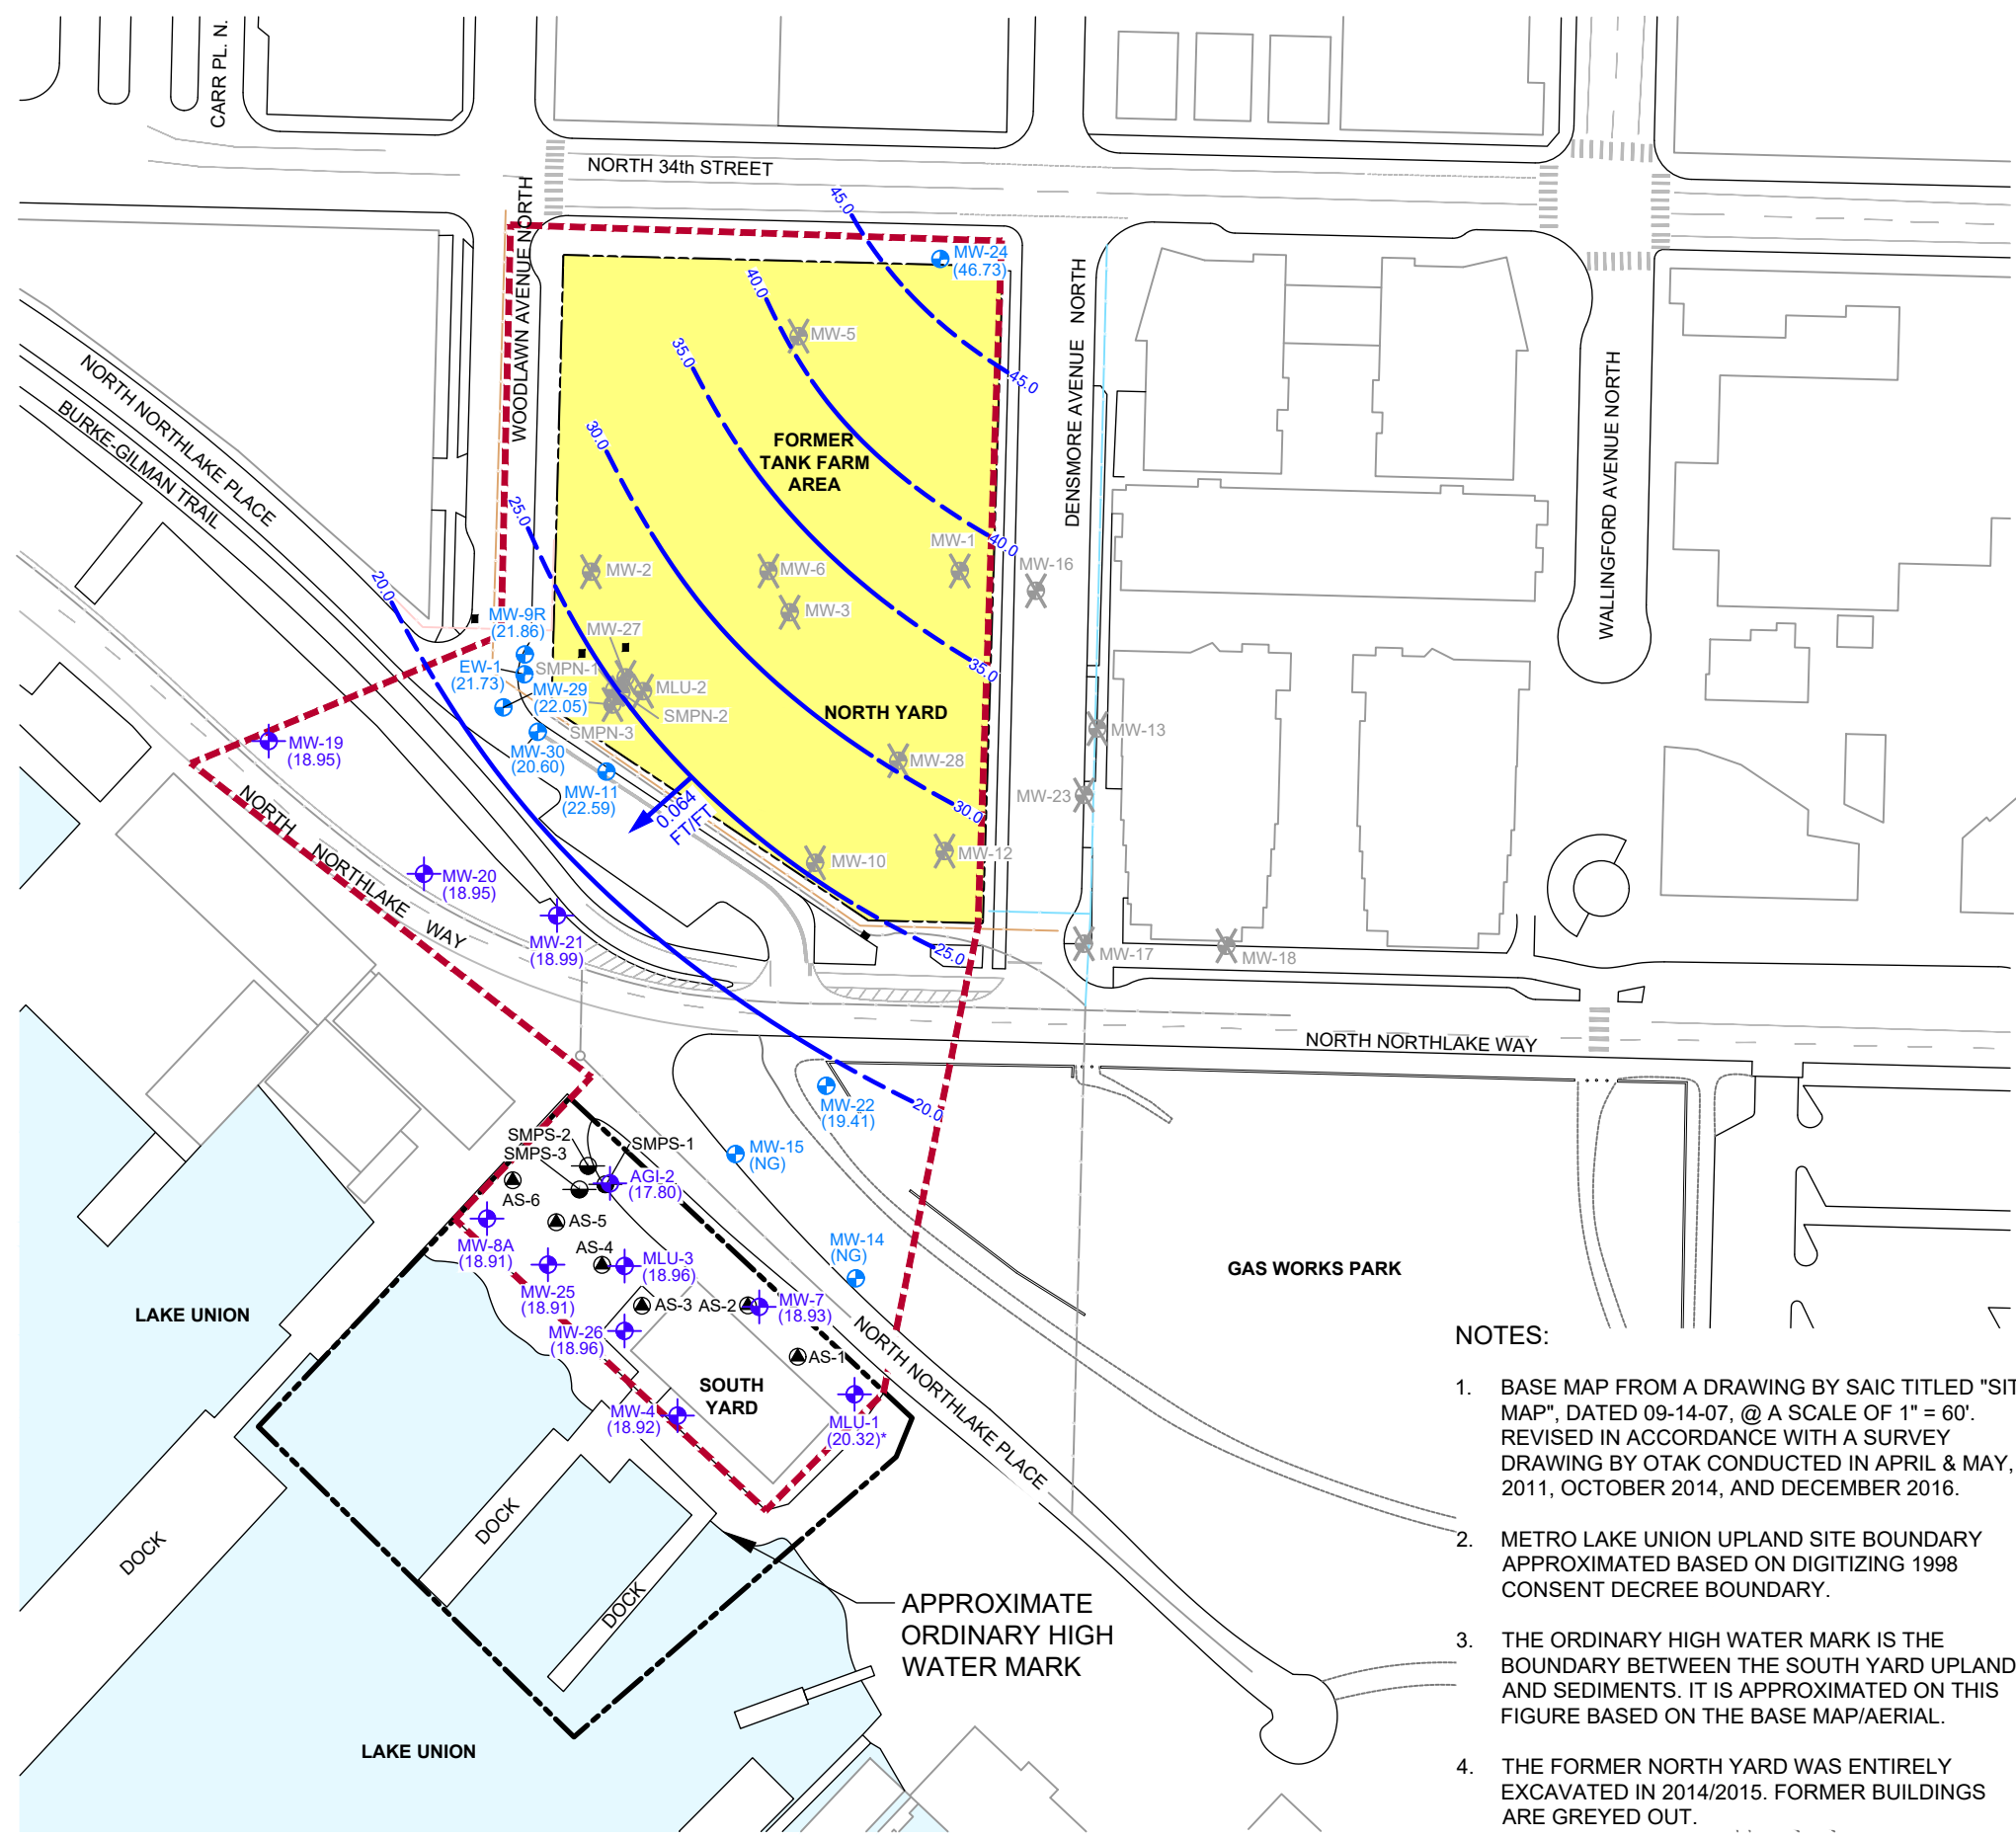 CARR PL. N.
NORTH 34th STREET
WOODLAWN AVENUE NORTH
45.0
MW-24
(46.73)
40.0
MW-5
35.0
45.0
DENSMORE AVENUE NORTH
WALLINGFORD AVENUE NORTH
NORTH NORTHLAKE PLACE
BURKE-GILMAN TRAIL
30.0
FORMER
TANK FARM
AREA
25.0
40.0
MW-1
MW-16
MW-2
MW-6
MW-3
20.0
MW-9R
(21.86)
MW-27
EW-1
(21.73)
SMPN-1
MW-29
(22.05)
MLU-2
SMPN-2
SMPN-3
35.0
NORTH YARD
MW-13
MW-19
(18.95)
MW-30
(20.60)
MW-11
(22.59)
0.064
FT/FT
MW-28
MW-23
30.0
MW-10
MW-12
NORTH NORTHLAKE WAY
MW-20
(18.95)
MW-21
(18.99)
25.0
MW-17
MW-18
NORTH NORTHLAKE WAY
20.0
MW-22
(19.41)
SMPS-2
SMPS-3
SMPS-1
MW-15
(NG)
AGI-2
(17.80)
AS-6
AS-5
MW-8A
(18.91)
AS-4
MLU-3
(18.96)
MW-14
(NG)
GAS WORKS PARK
MW-25
(18.91)
AS-3
AS-2
MW-7
(18.93)
LAKE UNION
MW-26
(18.96)
AS-1
NORTH NORTHLAKE PLACE
SOUTH
YARD
MW-4
(18.92)
MLU-1
(20.32)*
DOCK
DOCK
DOCK
APPROXIMATE
ORDINARY HIGH
WATER MARK
LAKE UNION
NOTES:
1. BASE MAP FROM A DRAWING BY SAIC TITLED "SIT
MAP", DATED 09-14-07, @ A SCALE OF 1" = 60'.
REVISED IN ACCORDANCE WITH A SURVEY
DRAWING BY OTAK CONDUCTED IN APRIL & MAY,
2011, OCTOBER 2014, AND DECEMBER 2016.
2. METRO LAKE UNION UPLAND SITE BOUNDARY
APPROXIMATED BASED ON DIGITIZING 1998
CONSENT DECREE BOUNDARY.
3. THE ORDINARY HIGH WATER MARK IS THE
BOUNDARY BETWEEN THE SOUTH YARD UPLAND
AND SEDIMENTS. IT IS APPROXIMATED ON THIS
FIGURE BASED ON THE BASE MAP/AERIAL.
4. THE FORMER NORTH YARD WAS ENTIRELY
EXCAVATED IN 2014/2015. FORMER BUILDINGS
ARE GREYED OUT.